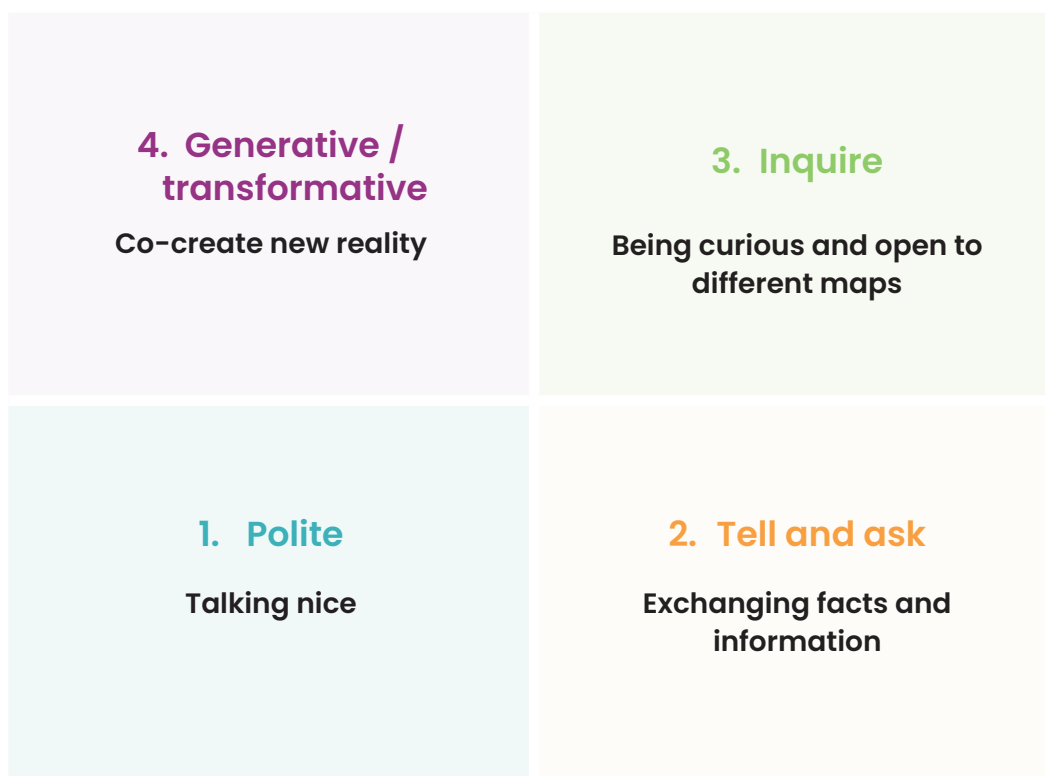 4. Generative /
transformative
Co-create new reality
3. Inquire
Being curious and open to
different maps
1. Polite
Talking nice
2. Tell and ask
Exchanging facts and
information